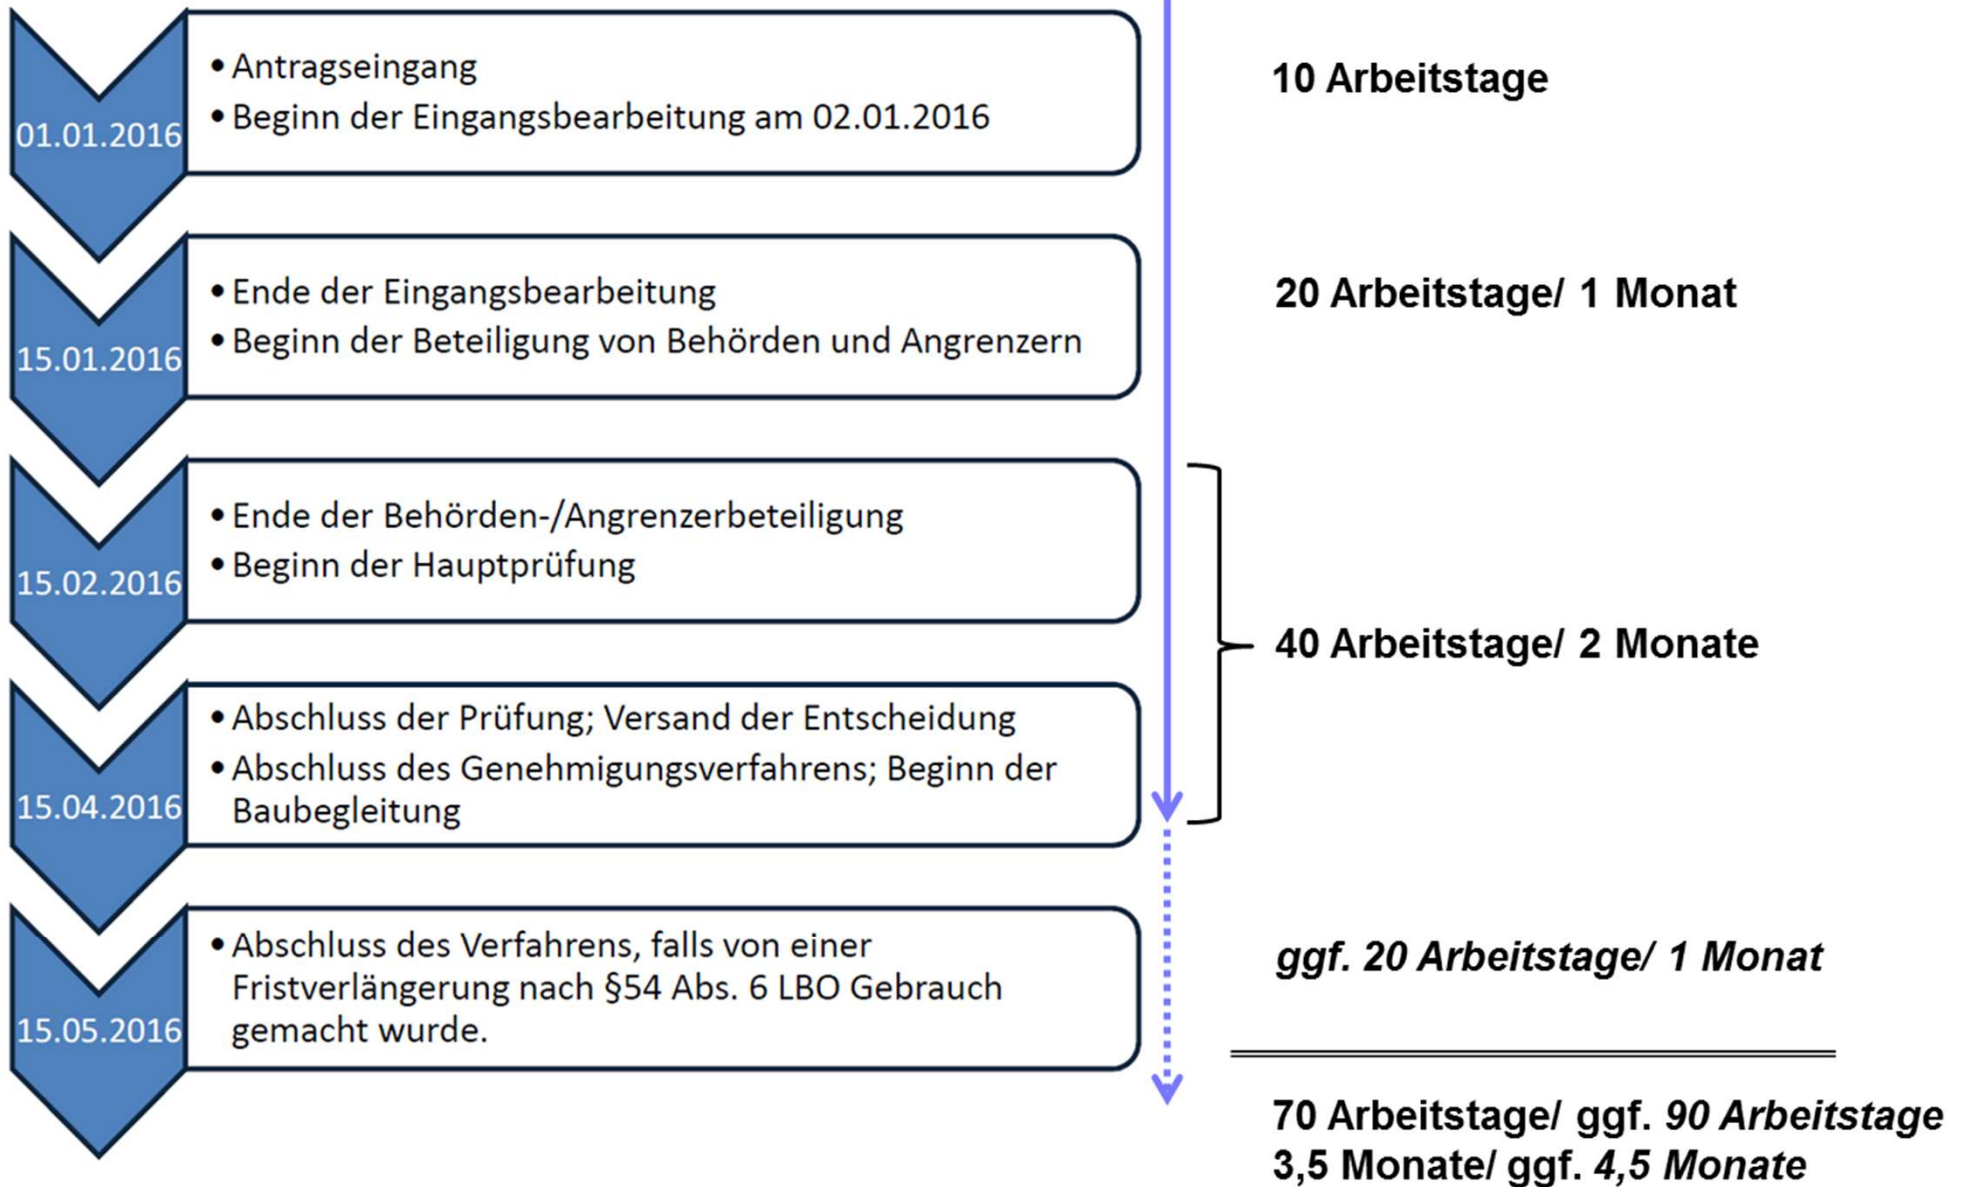 01.01.2016
• Antragseingang
• Beginn der Eingangsbearbeitung am 02.01.2016
10 Arbeitstage
15.01.2016
• Ende der Eingangsbearbeitung
• Beginn der Beteiligung von Behörden und Angrenzern
20 Arbeitstage/ 1 Monat
15.02.2016
• Ende der Behörden-/Angrenzerbeteiligung
• Beginn der Hauptprüfung
40 Arbeitstage/ 2 Monate
15.04.2016
• Abschluss der Prüfung; Versand der Entscheidung
• Abschluss des Genehmigungsverfahrens; Beginn der
Baubegleitung
15.05.2016
• Abschluss des Verfahrens, falls von einer
Fristverlängerung nach §54 Abs. 6 LBO Gebrauch
gemacht wurde.
ggf. 20 Arbeitstage/ 1 Monat
70 Arbeitstage/ ggf. 90 Arbeitstage
3,5 Monate/ ggf. 4,5 Monate